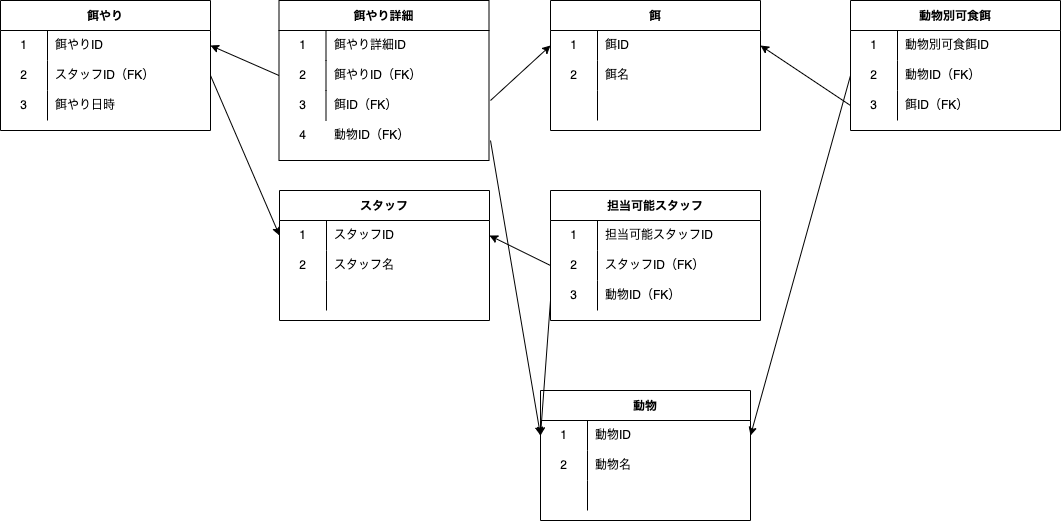 餌やり
1 餌やりID
2 スタッフID（FK）
3 餌やり日時
餌やり詳細
1 餌やり詳細ID
2 餌やりID（FK）
3 餌ID（FK）
4 動物ID（FK）
餌
1 餌ID
2 餌名
動物別可食餌
1 動物別可食餌ID
2 動物ID（FK）
3 餌ID（FK）
スタッフ
1 スタッフID
2 スタッフ名
担当可能スタッフ
1 担当可能スタッフID
2 スタッフID（FK）
3 動物ID（FK）
動物
1 動物ID
2 動物名